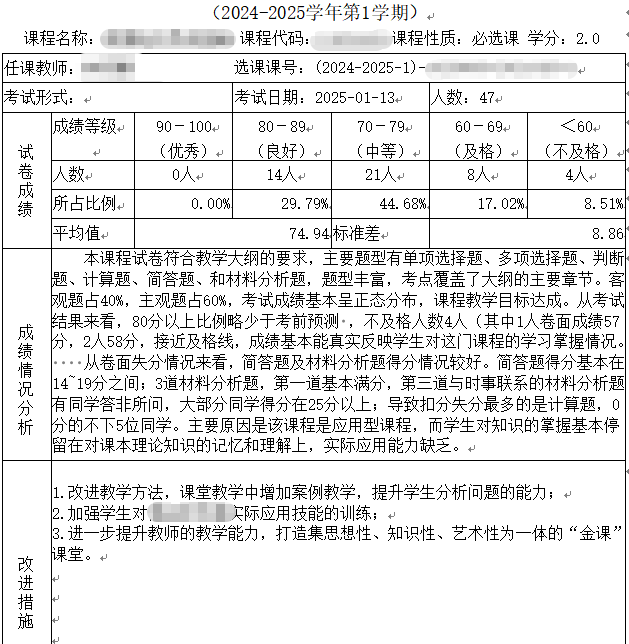 （2024-2025学年第1学期）
课程名称： 课程代码： 课程性质：必选课 学分：2.0
任课教师： 选课课号：(2024-2025-1)-
考试形式： 考试日期：2025-01-13 人数：47
试卷成绩
成绩等级 90－100（优秀） 80－89（良好） 70－79（中等） 60－69（及格） ＜60（不及格）
人数 0人 14人 21人 8人 4人
所占比例 0.00% 29.79% 44.68% 17.02% 8.51%
平均值 74.94 标准差 8.86
成绩情况分析
本课程试卷符合教学大纲的要求，主要题型有单项选择题、多项选择题、判断
题、计算题、简答题、和材料分析题，题型丰富，考点覆盖了大纲的主要章节。客
观题占40%，主观题占60%，考试成绩基本呈正态分布，课程教学目标达成。从考试
结果来看，80分以上比例略少于考前预测，不及格人数4人（其中1人卷面成绩57
分，2人58分，接近及格线，成绩基本能真实反映学生对这门课程的学习掌握情况。
从卷面失分情况来看，简答题及材料分析题得分情况较好。简答题得分基本在
14~19分之间；3道材料分析题，第一道基本满分，第三道与时事联系的材料分析题
有同学答非所问，大部分同学得分在25分以上；导致扣分失分最多的是计算题，0
分的不下5位同学。主要原因是该课程是应用型课程，而学生对知识的掌握基本停
留在对课本理论知识的记忆和理解上，实际应用能力缺乏。
改进措施
1.改进教学方法，课堂教学中增加案例教学，提升学生分析问题的能力；
2.加强学生对 实际应用技能的训练；
3.进一步提升教师的教学能力，打造集思想性、知识性、艺术性为一体的“金课”
课堂。